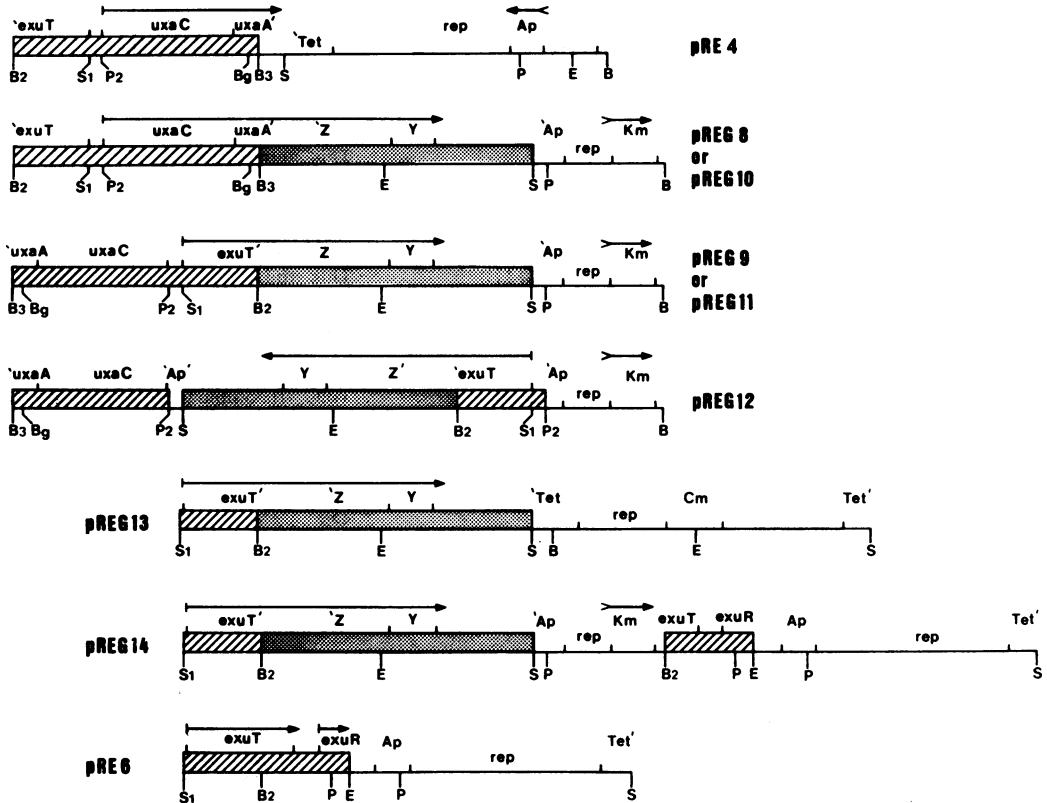 `exuT uxaC uxaA' `Tet rep Ap
pRE 4
B2 S1 P2 Bg B3 S P E B
`exuT uxaC uxaA' `Z Y `Ap rep Km
pREG 8
or
pREG10
B2 S1 P2 Bg B3 E S P B
`uxaA uxaC exuT' Z Y `Ap rep Km
pREG 9
or
pREG11
B3 Bg P2 S1 B2 E S P B
`uxaA uxaC `Ap' Y Z' `exuT `Ap rep Km
pREG12
B3 Bg P2 S E B2 S1 P2 B
pREG13
exuT' `Z Y `Tet rep Cm Tet'
S1 B2 E S B E S
pREG14
exuT' `Z Y `Ap rep Km exuT exuR Ap rep Tet'
S1 B2 E S P B2 P E P S
pRE 6
exuT exuR Ap rep Tet'
S1 B2 P E P S